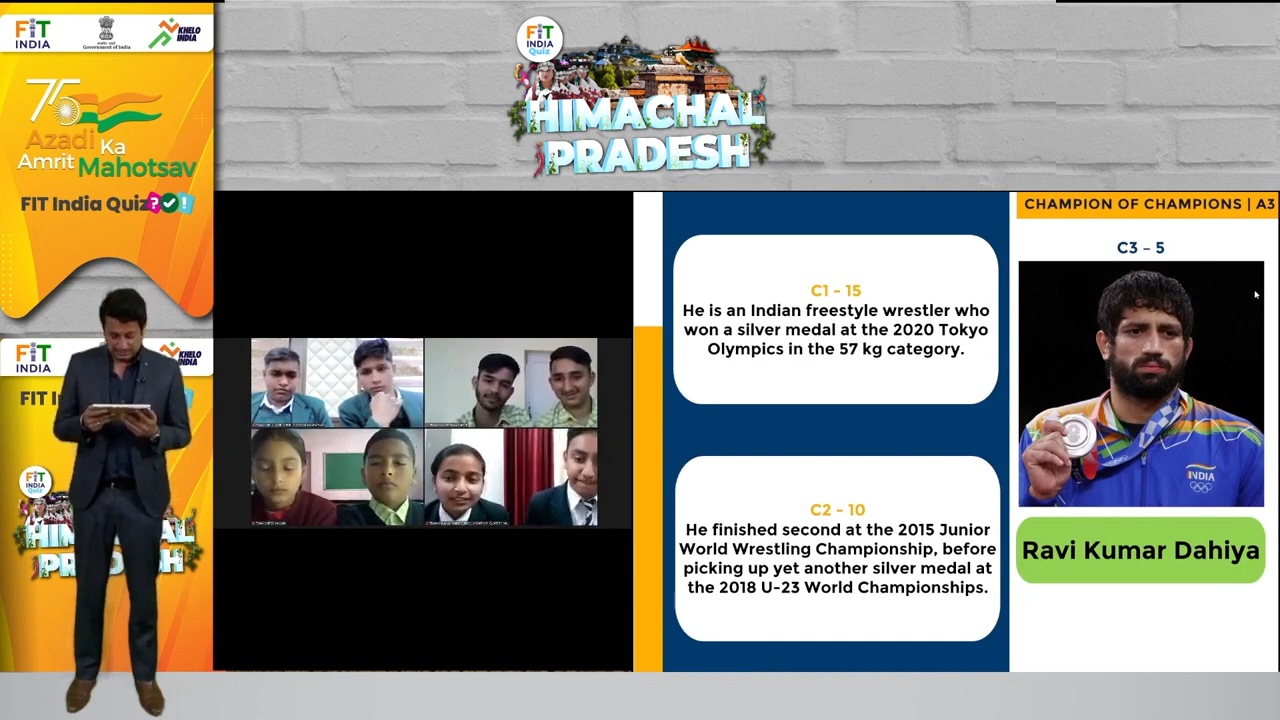 FIT
INDIA
Government of India
KHELO
INDIA
75
Azadi Ka
Amrit Mahotsav
FIT India Quiz?!
FIT
INDIA
Quiz
HIMACHAL
PRADESH
FIT
INDIA
KHELO
INDIA
FIT I
FIT
INDIA
Quiz
CHAMPION OF CHAMPIONS | A3
C1 - 15
He is an Indian freestyle wrestler who
won a silver medal at the 2020 Tokyo
Olympics in the 57 kg category.
C2 - 10
He finished second at the 2015 Junior
World Wrestling Championship, before
picking up yet another silver medal at
the 2018 U-23 World Championships.
C3 – 5
INDIA
Ravi Kumar Dahiya